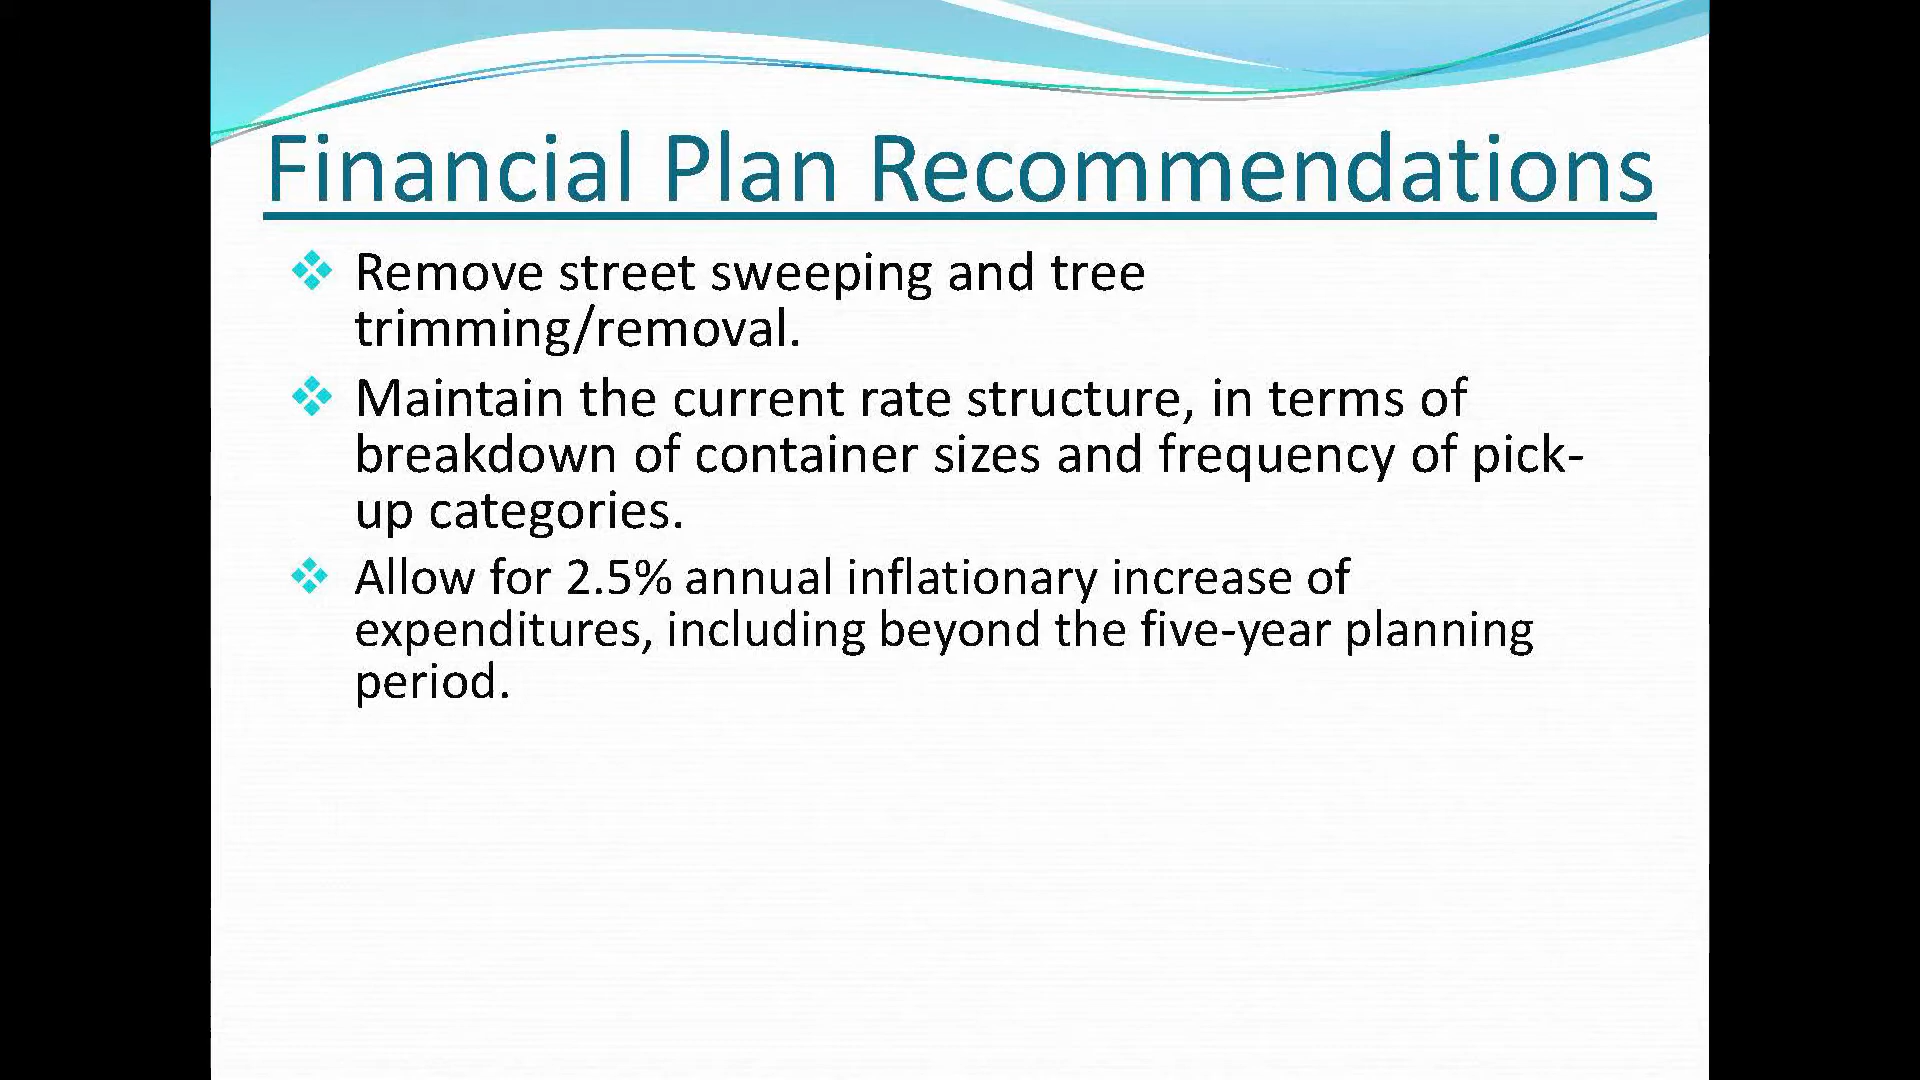 Financial Plan Recommendations
Remove street sweeping and tree
trimming/removal.
Maintain the current rate structure, in terms of
breakdown of container sizes and frequency of pick-
up categories.
Allow for 2.5% annual inflationary increase of
expenditures, including beyond the five-year planning
period.